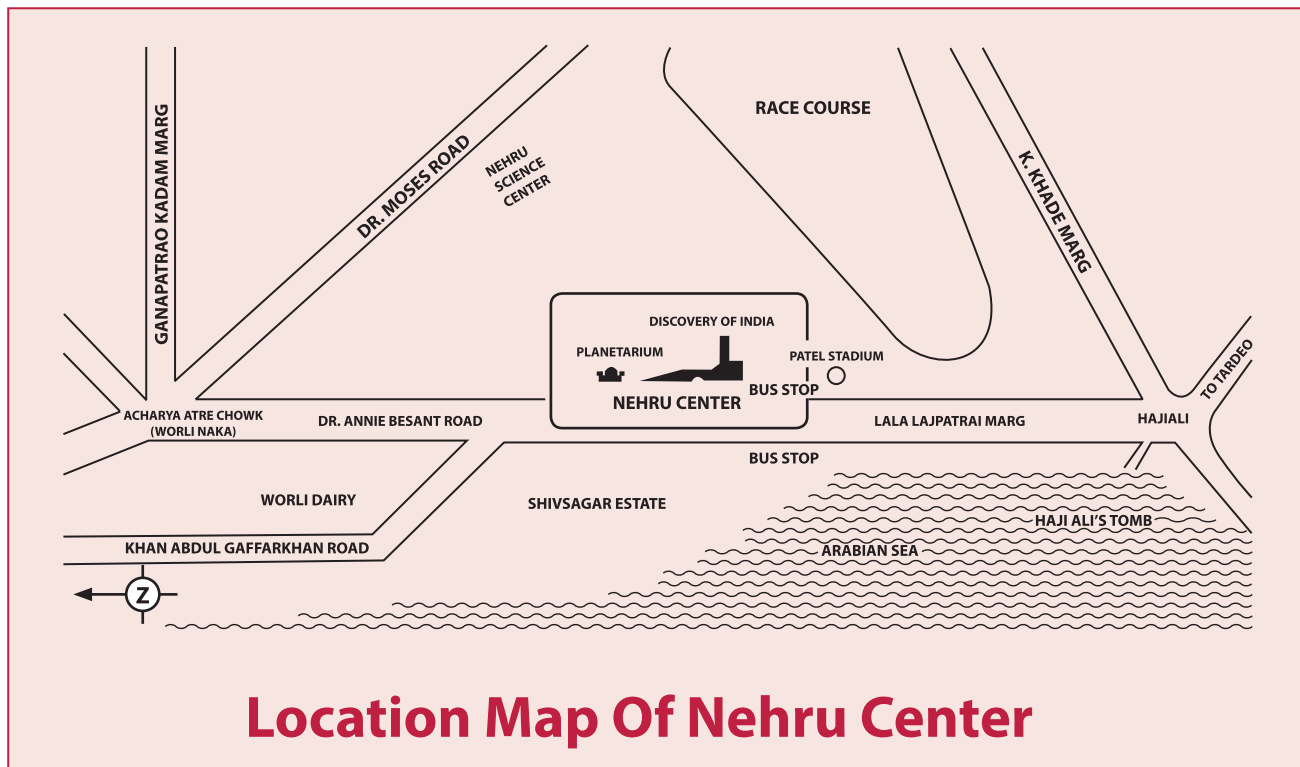 RACE COURSE
GANAPATRAO KADAM MARG
DR. MOSES ROAD
NEHRU
SCIENCE
CENTER
K. KHADE MARG
DISCOVERY OF INDIA
PLANETARIUM
PATEL STADIUM
BUS STOP
NEHRU CENTER
TO TARDEO
ACHARYA ATRE CHOWK
(WORLI NAKA)
DR. ANNIE BESANT ROAD
LALA LAJPATRAI MARG
HAJIALI
BUS STOP
WORLI DAIRY
SHIVSAGAR ESTATE
HAJI ALI'S TOMB
KHAN ABDUL GAFFARKHAN ROAD
ARABIAN SEA
Z
Location Map Of Nehru Center